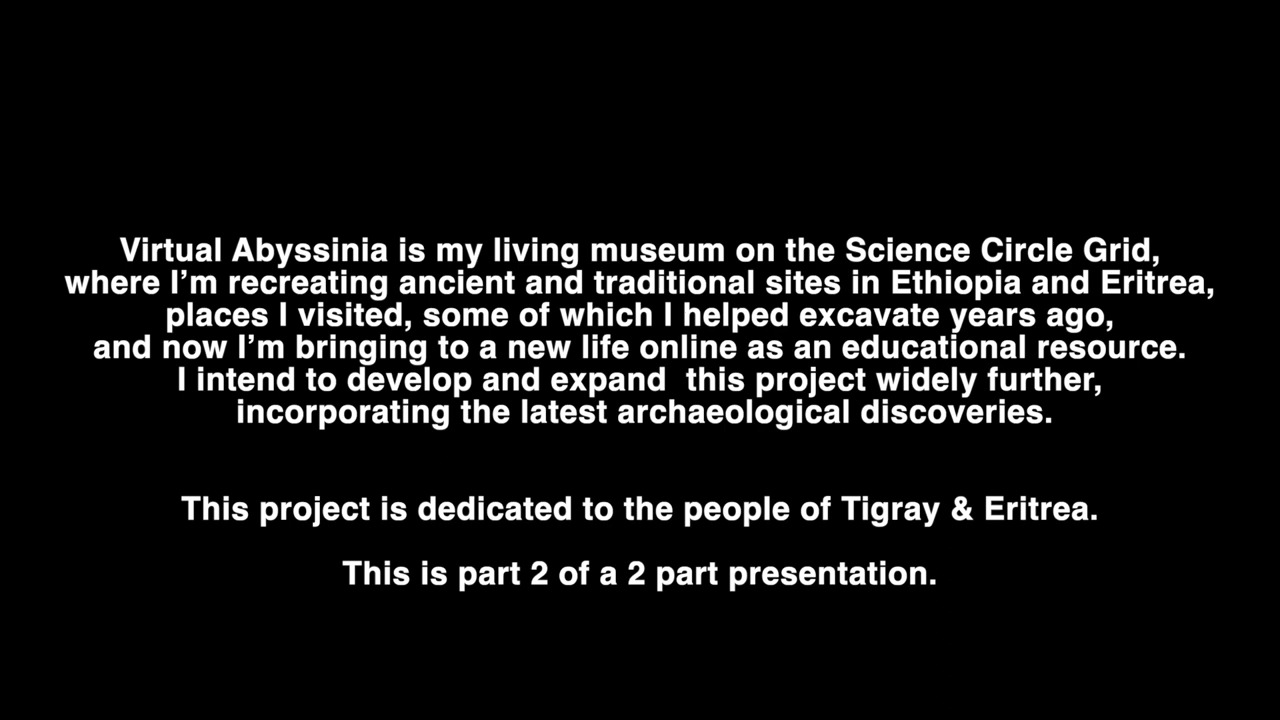 Virtual Abyssinia is my living museum on the Science Circle Grid,
where I’m recreating ancient and traditional sites in Ethiopia and Eritrea,
places I visited, some of which I helped excavate years ago,
and now I’m bringing to a new life online as an educational resource.
I intend to develop and expand  this project widely further,
incorporating the latest archaeological discoveries.
This project is dedicated to the people of Tigray & Eritrea.
This is part 2 of a 2 part presentation.